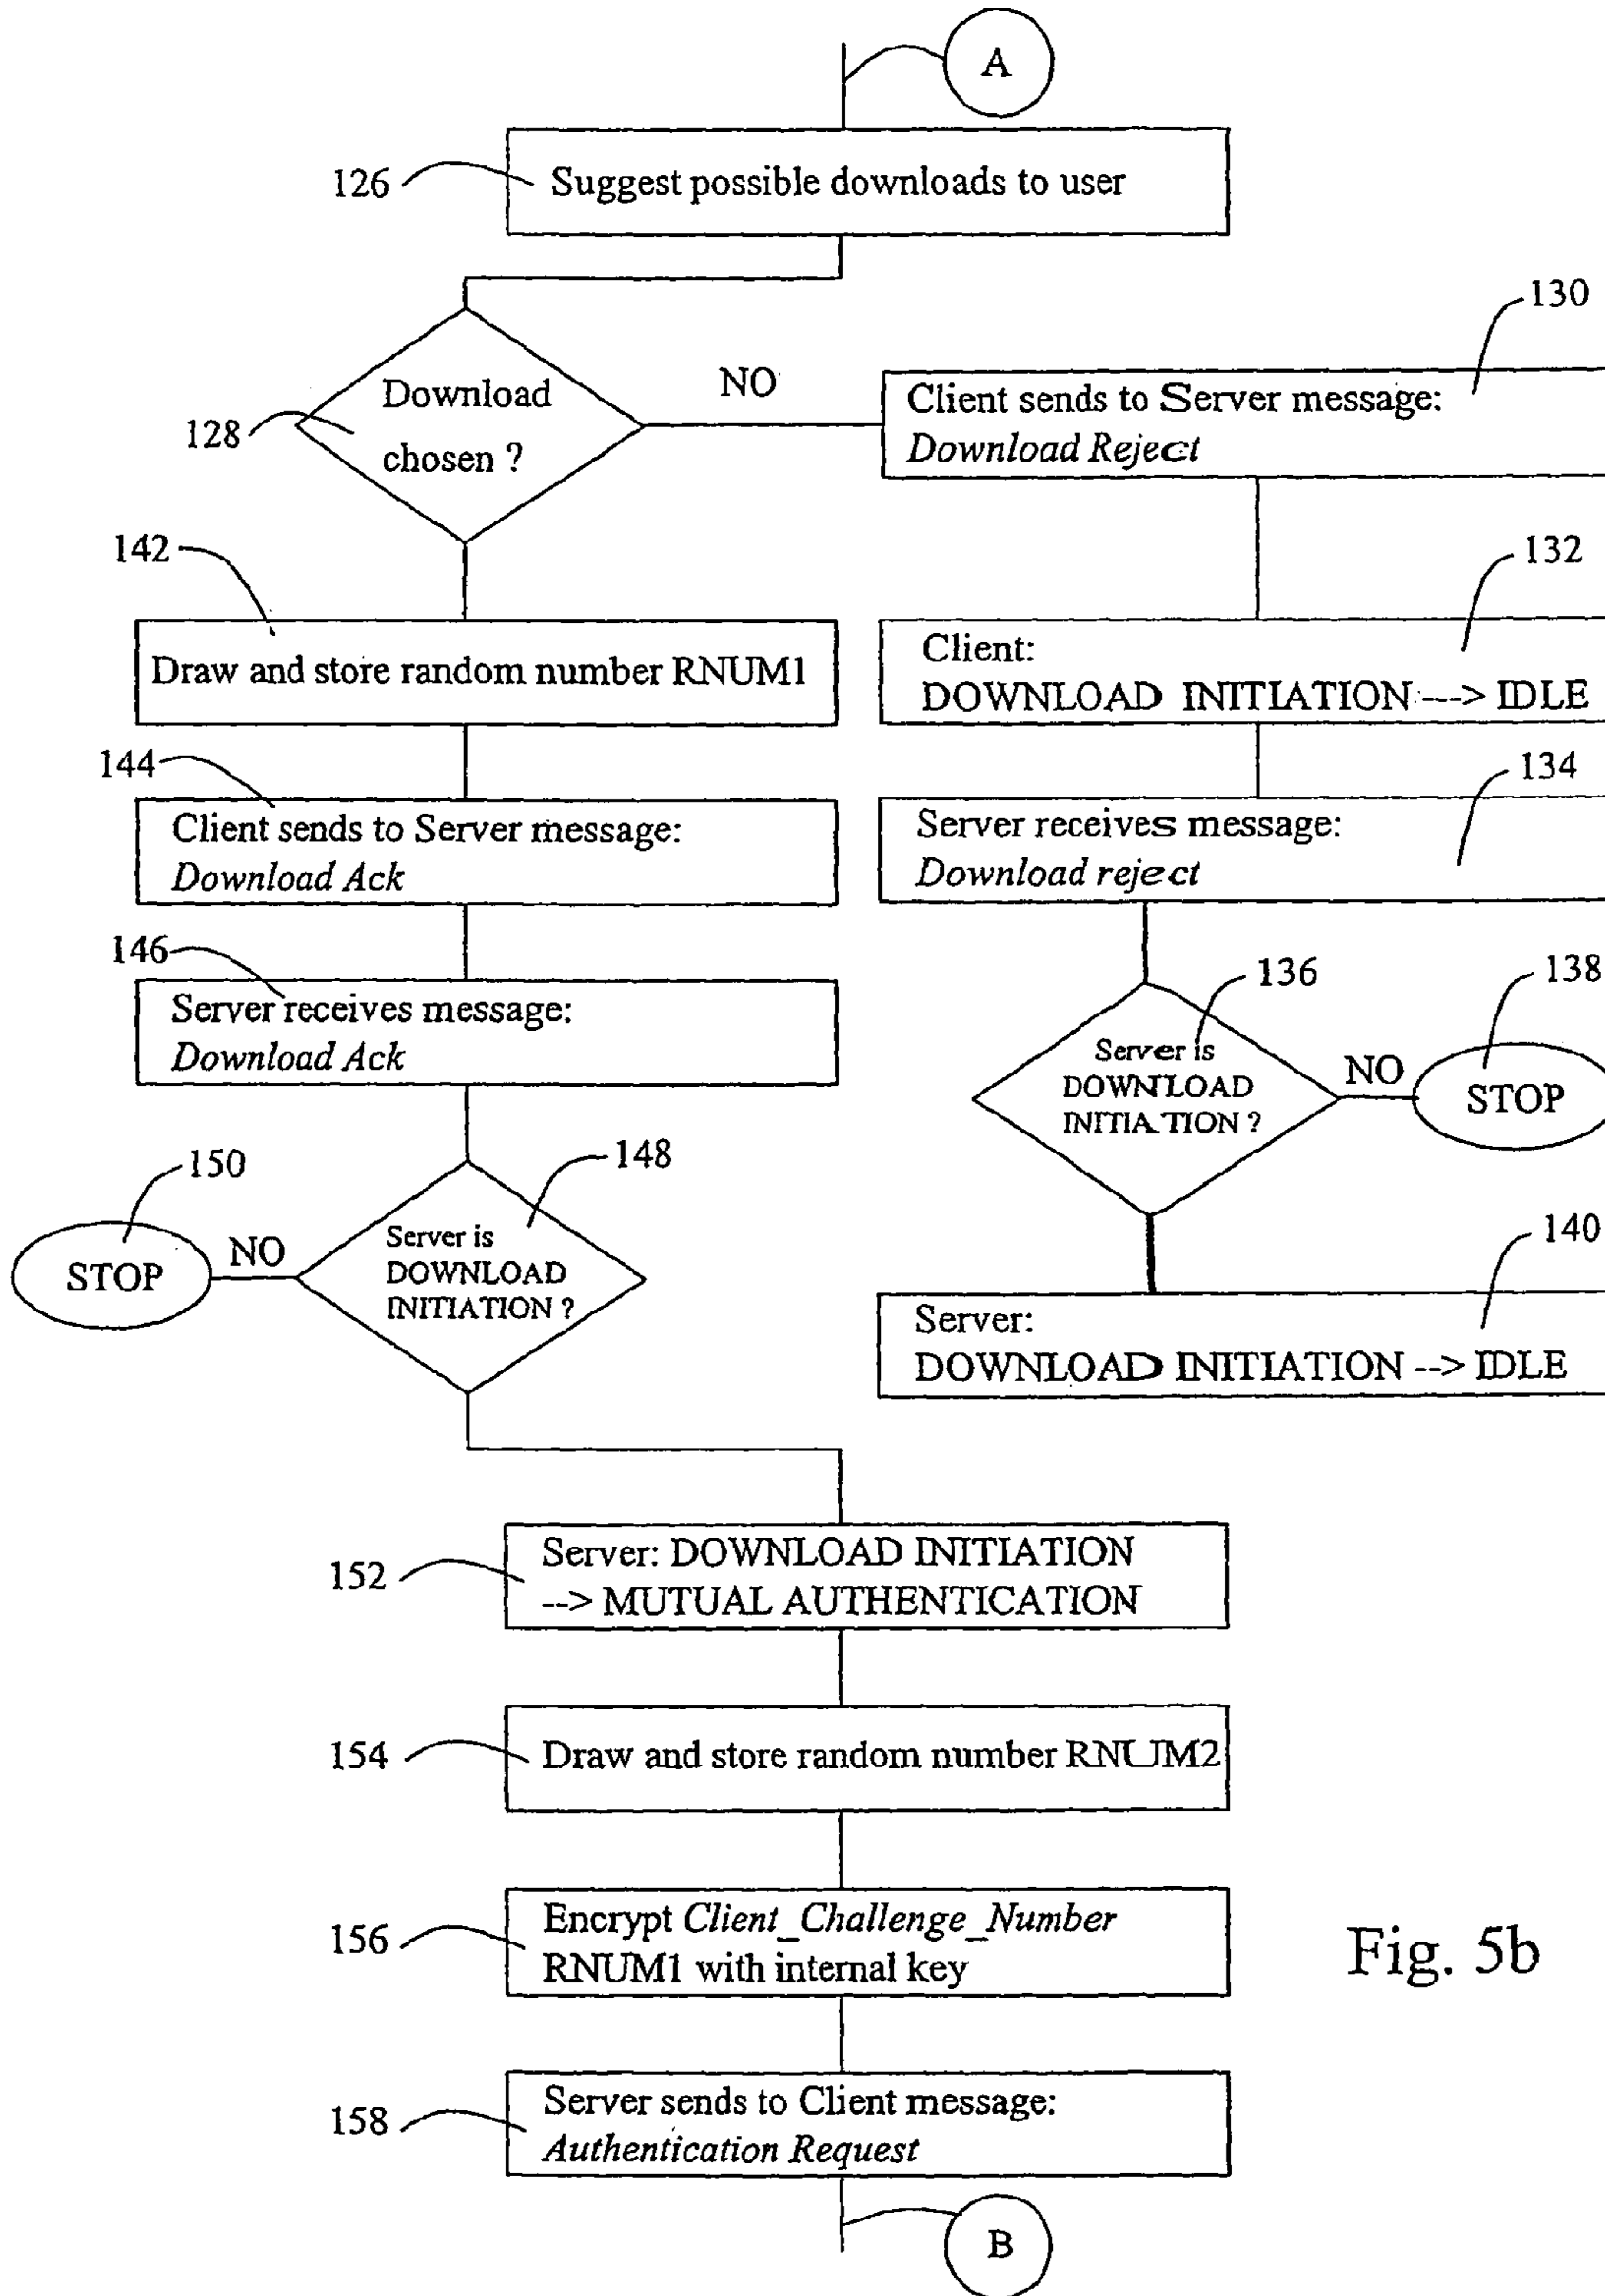 A
126
Suggest possible downloads to user
130
128
Download
chosen ?
NO
Client sends to Server message:
Download Reject
142
132
Draw and store random number RNUM1
Client:
DOWNLOAD INITIATION ---> IDLE
144
134
Client sends to Server message:
Download Ack
Server receives message:
Download reject
146
136
138
Server receives message:
Download Ack
Server is
DOWNLOAD
INITIATION ?
NO
STOP
150
148
140
STOP
NO
Server is
DOWNLOAD
INITIATION ?
Server:
DOWNLOAD INITIATION --> IDLE
152
Server: DOWNLOAD INITIATION
--> MUTUAL AUTHENTICATION
154
Draw and store random number RNUM2
156
Encrypt Client_Challenge_Number
RNUM1 with internal key
Fig. 5b
158
Server sends to Client message:
Authentication Request
B